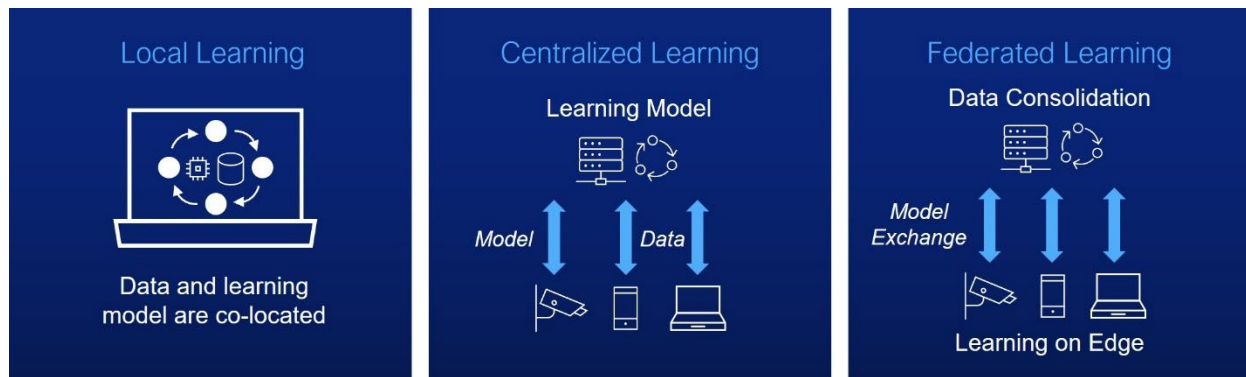 Local Learning
Data and learning
model are co-located
Centralized Learning
Learning Model
Model
Data
Federated Learning
Data Consolidation
Model
Exchange
Learning on Edge